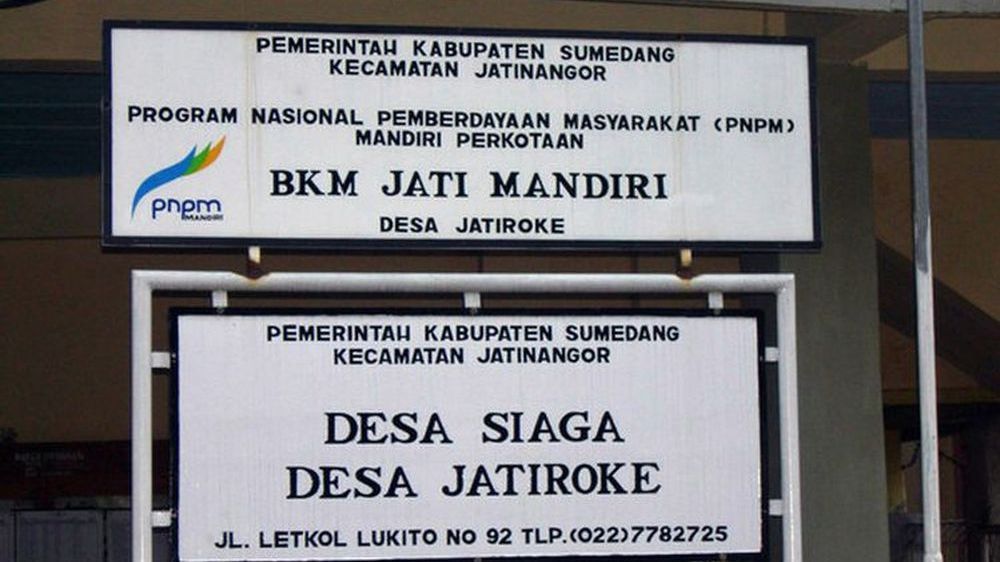 PEMERINTAH KABUPATEN SUMEDANG
KECAMATAN JATINANGOR
PROGRAM NASIONAL PEMBERDAYAAN MASYARAKAT (PNPM)
MANDIRI PERKOTAAN
pnpm
MANDIRI
BKM JATI MANDIRI
DESA JATIROKE
PEMERINTAH KABUPATEN SUMEDANG
KECAMATAN JATINANGOR
DESA SIAGA
DESA JATIROKE
JL. LETKOL LUKITO NO 92 TLP.(022)7782725